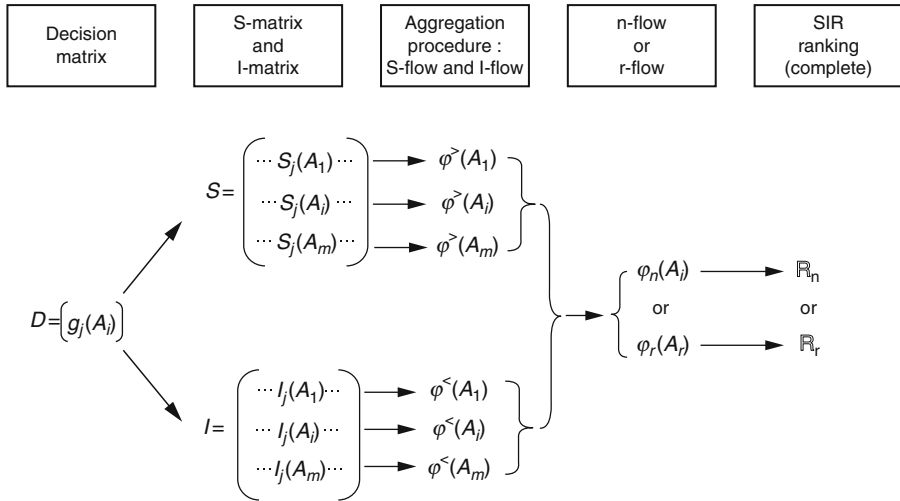 Decision
matrix
S-matrix
and
I-matrix
Aggregation
procedure :
S-flow and I-flow
n-flow
or
r-flow
SIR
ranking
(complete)
S=
··· S_j(A_1) ···
··· S_j(A_i) ···
··· S_j(A_m) ···
φ^>(A_1)
φ^>(A_i)
φ^>(A_m)
D= g_j(A_i)
φ_n(A_i)
ℝ_n
or
or
φ_r(A_r)
ℝ_r
I=
··· I_j(A_1) ···
··· I_j(A_i) ···
··· I_j(A_m) ···
φ^<(A_1)
φ^<(A_i)
φ^<(A_m)